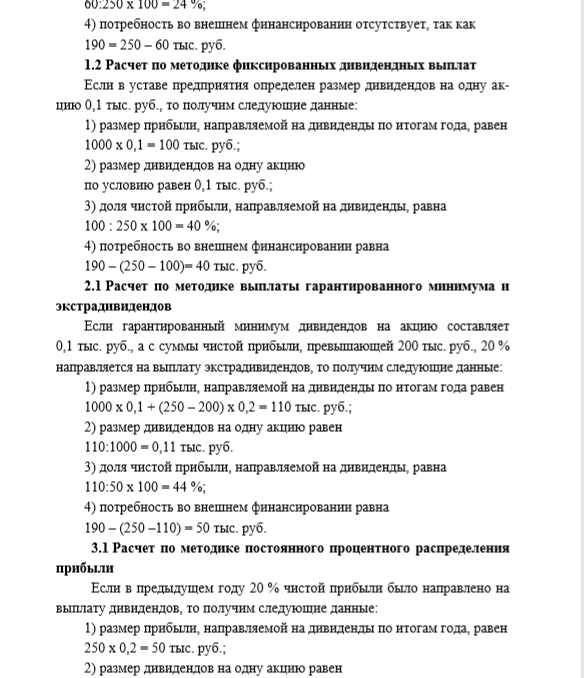 60:250 х 100 = 24 %;
4) потребность во внешнем финансировании отсутствует, так как
190 = 250 – 60 тыс. руб.
1.2 Расчет по методике фиксированных дивидендных выплат
Если в уставе предприятия определен размер дивидендов на одну ак-
цию 0,1 тыс. руб., то получим следующие данные:
1) размер прибыли, направляемой на дивиденды по итогам года, равен
1000 х 0,1 = 100 тыс. руб.;
2) размер дивидендов на одну акцию
по условию равен 0,1 тыс. руб.;
3) доля чистой прибыли, направляемой на дивиденды, равна
100 : 250 х 100 = 40 %;
4) потребность во внешнем финансировании равна
190 – (250 – 100)= 40 тыс. руб.
2.1 Расчет по методике выплаты гарантированного минимума и
экстрадивидендов
Если гарантированный минимум дивидендов на акцию составляет
0,1 тыс. руб., а с суммы чистой прибыли, превышающей 200 тыс. руб., 20 %
направляется на выплату экстрадивидендов, то получим следующие данные:
1) размер прибыли, направляемой на дивиденды по итогам года равен
1000 х 0,1 + (250 – 200) х 0,2 = 110 тыс. руб.;
2) размер дивидендов на одну акцию равен
110:1000 = 0,11 тыс. руб.
3) доля чистой прибыли, направляемой на дивиденды, равна
110:50 х 100 = 44 %;
4) потребность во внешнем финансировании равна
190 – (250 –110) = 50 тыс. руб.
3.1 Расчет по методике постоянного процентного распределения
прибыли
Если в предыдущем году 20 % чистой прибыли было направлено на
выплату дивидендов, то получим следующие данные:
1) размер прибыли, направляемой на дивиденды по итогам года, равен
250 х 0,2 = 50 тыс. руб.;
2) размер дивидендов на одну акцию равен